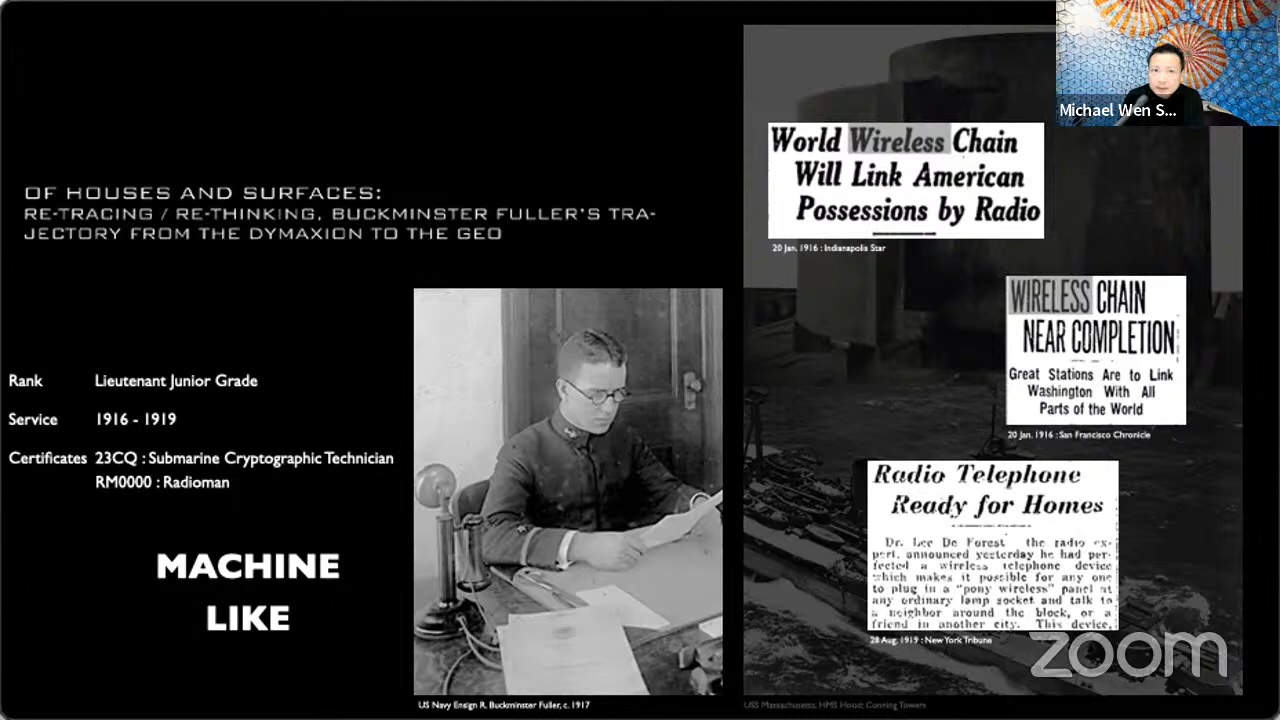 OF HOUSES AND SURFACES:
RE-TRACING / RE-THINKING, BUCKMINSTER FULLER'S TRA-
JECTORY FROM THE DYMAXION TO THE GEO
Rank Lieutenant Junior Grade
Service 1916 - 1919
Certificates 23CQ : Submarine Cryptographic Technician
RM0000 : Radioman
MACHINE
LIKE
US Navy Ensign R. Buckminster Fuller, c. 1917
Michael Wen S...
World Wireless Chain
Will Link American
Possessions by Radio
20 Jan. 1916 : Indianapolis Star
WIRELESS CHAIN
NEAR COMPLETION
Great Stations Are to Link
Washington With All
Parts of the World
20 Jan. 1916 : San Francisco Chronicle
Radio Telephone
Ready for Homes
Dr. Lee De Forest the radio ex-
pert, announced yesterday he had per-
fected a wireless telephone device
which makes it possible for any one
to plug in a "pony wireless" panel at
any ordinary lamp socket and talk to
a neighbor around the block, or a
friend in another city. This device,
28 Aug. 1919 : New York Tribune
zoom
USS Massachusetts, HMS Hood; Conning Towers